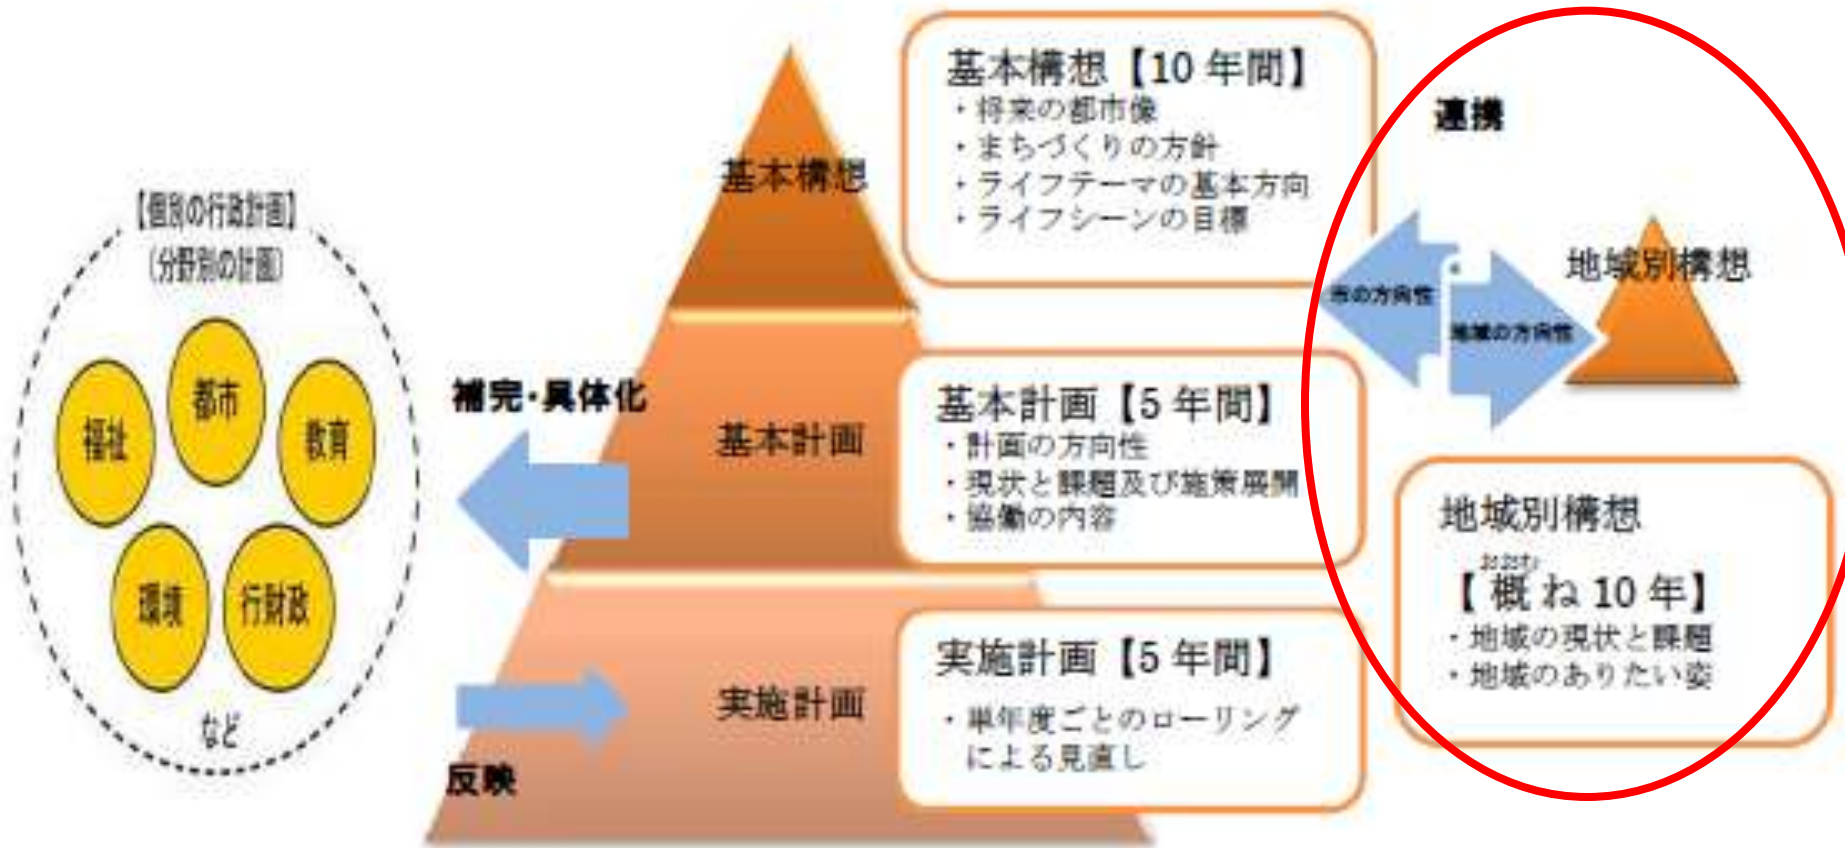 【個別の行政計画】
(分野別の計画)
都市
福祉
教育
環境
行財政
など
補完・具体化
反映
基本構想
基本計画
実施計画
基本構想【10年間】
・将来の都市像
・まちづくりの方針
・ライフテーマの基本方向
・ライフシーンの目標
基本計画【5年間】
・計画の方向性
・現状と課題及び施策展開
・協働の内容
実施計画【5年間】
・単年度ごとのローリング
による見直し
連携
市の方向性
地域の方向性
地域別構想
地域別構想
おおむね
【概ね10年】
・地域の現状と課題
・地域のありたい姿